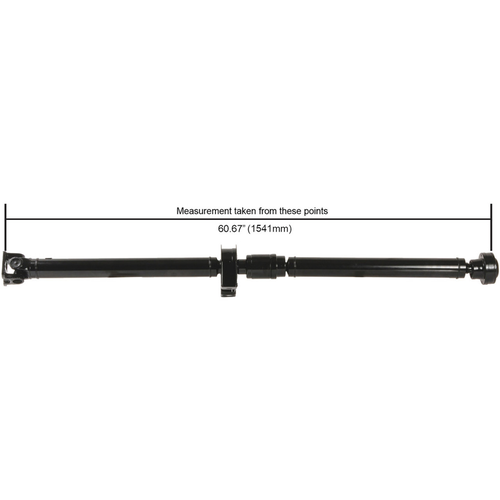 Measurement taken from these points
60.67" (1541mm)